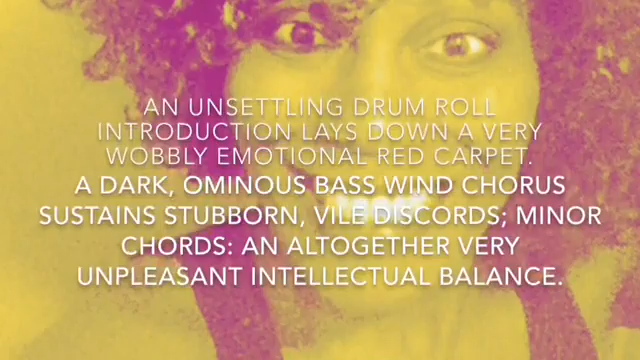 AN UNSETTLING DRUM ROLL
INTRODUCTION LAYS DOWN A VERY
WOBBLY EMOTIONAL RED CARPET.
A DARK, OMINOUS BASS WIND CHORUS
SUSTAINS STUBBORN, VILE DISCORDS; MINOR
CHORDS: AN ALTOGETHER VERY
UNPLEASANT INTELLECTUAL BALANCE.